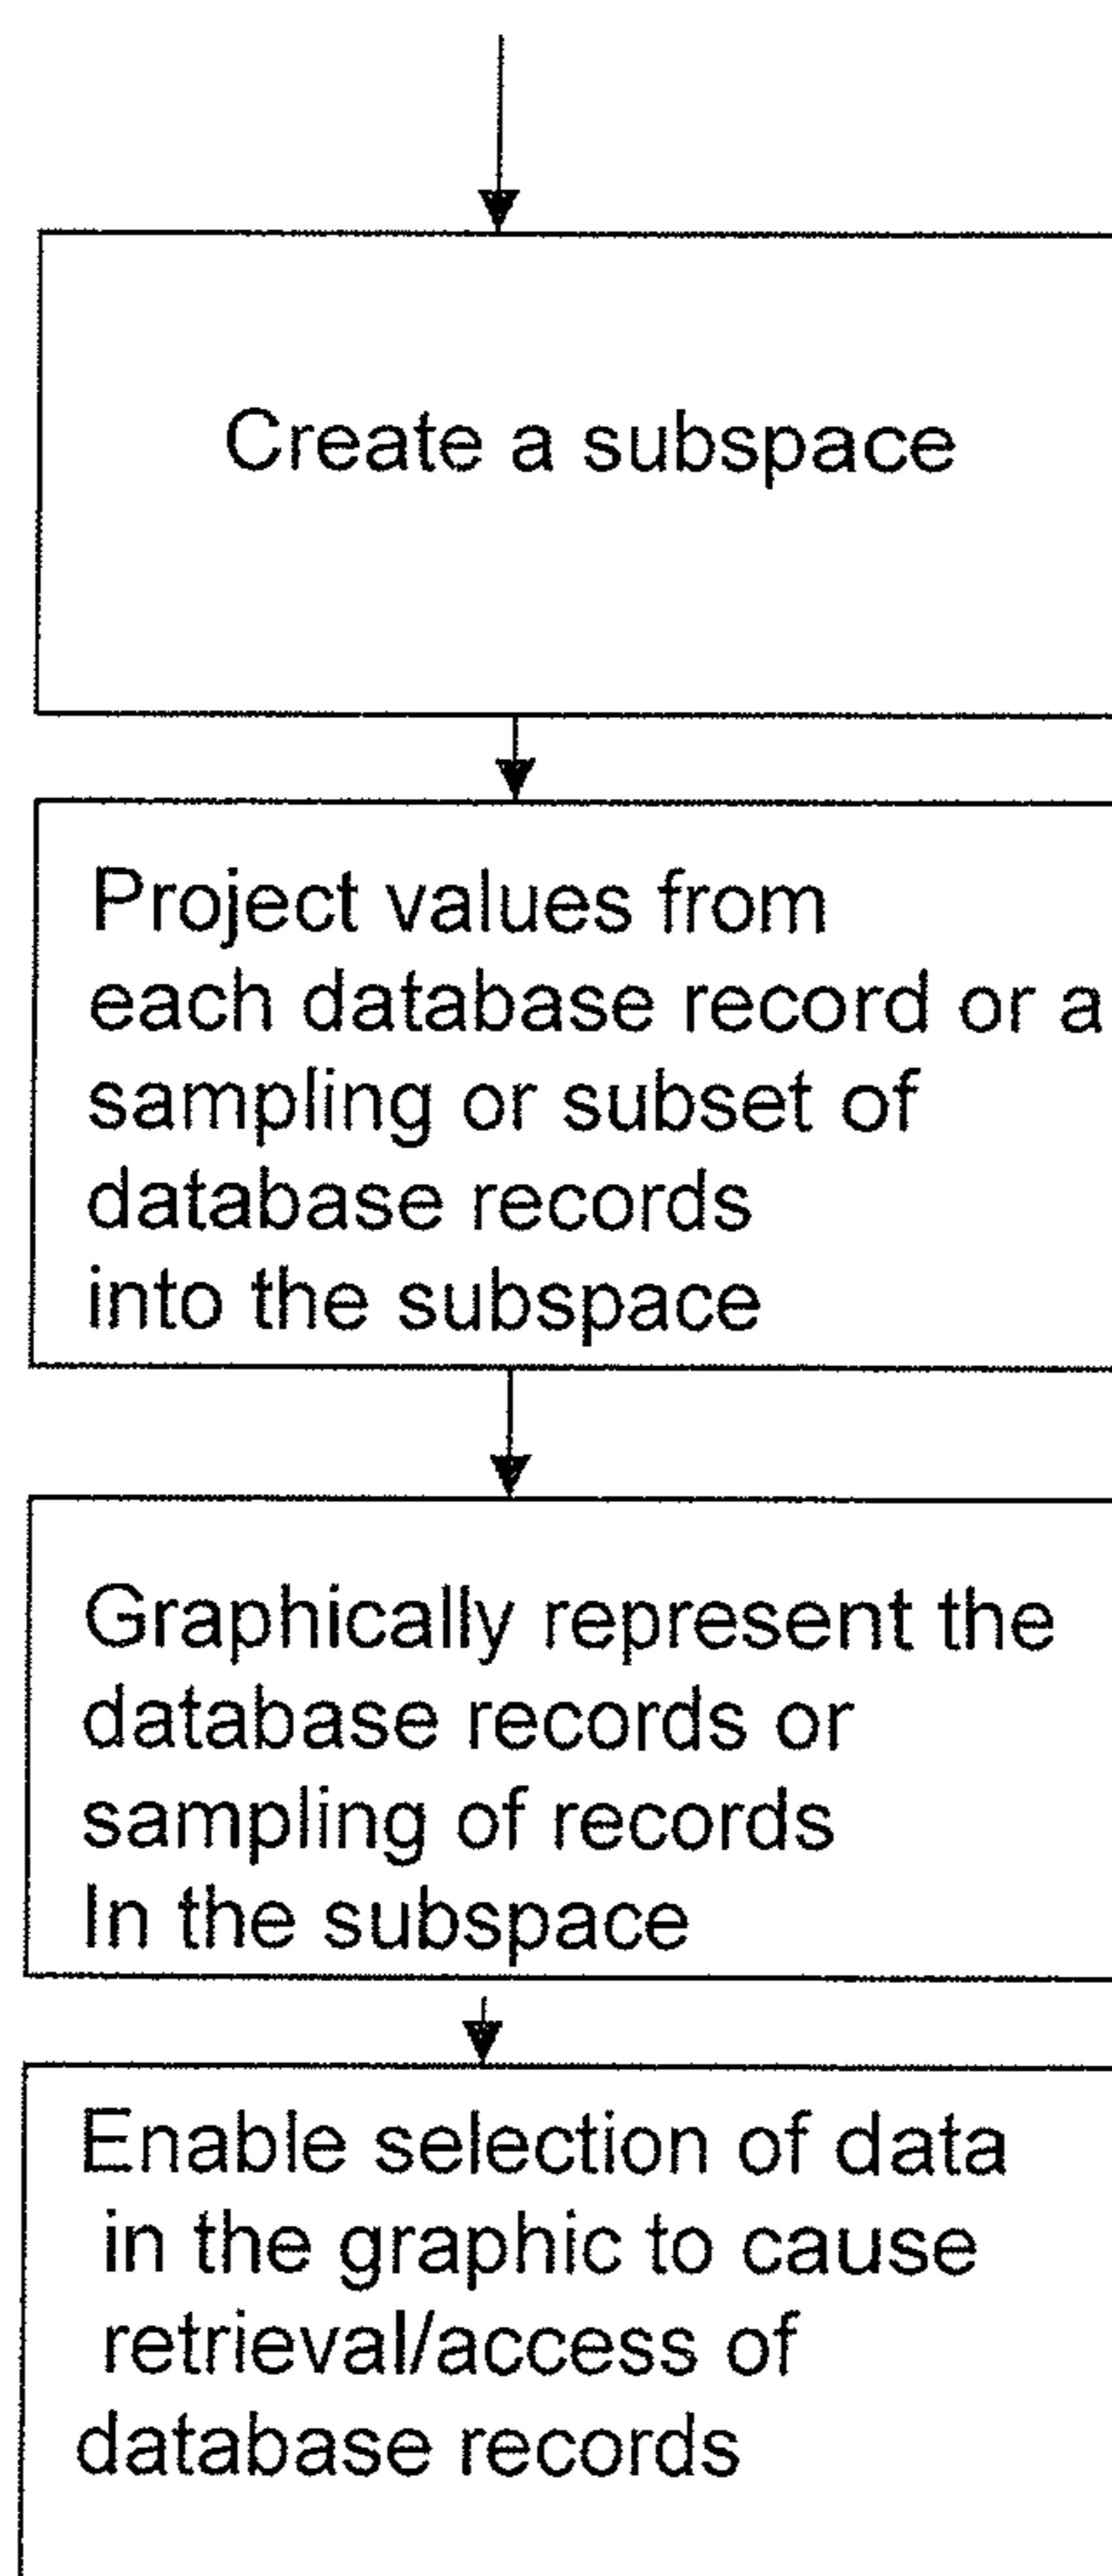 Create a subspace
Project values from
each database record or a
sampling or subset of
database records
into the subspace
Graphically represent the
database records or
sampling of records
In the subspace
Enable selection of data
in the graphic to cause
retrieval/access of
database records